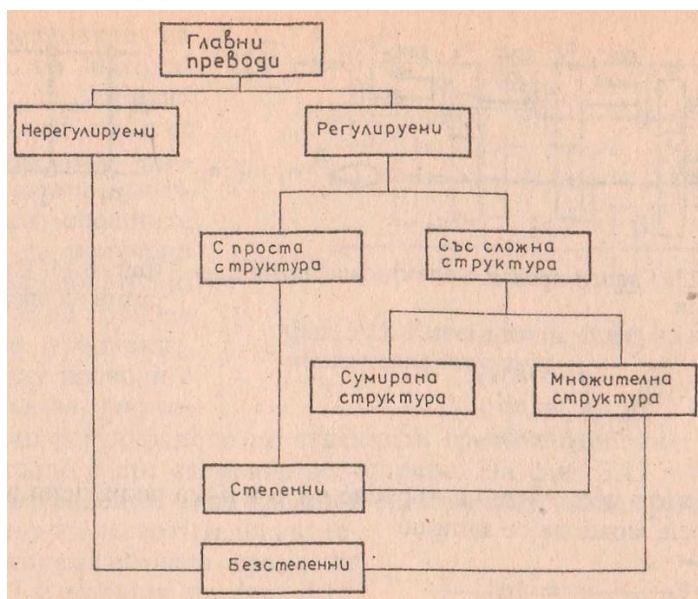 Главни
преводи
Нерегулируеми
Регулируеми
С проста
структура
Със сложна
структура
Сумирана
структура
Множителна
структура
Степенни
Безстепенни